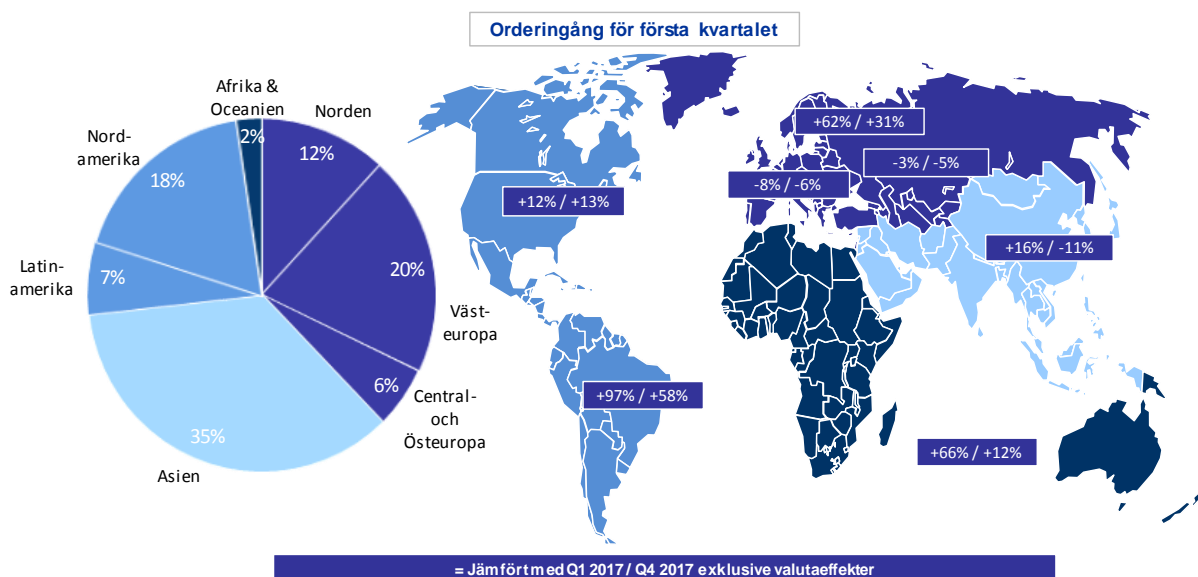 Orderingång för första kvartalet
Afrika &
Oceanien
2%
Norden
12%
Nord-
amerika
18%
20%
Väst-
europa
Latin-
amerika
7%
6%
Central-
och
Östeuropa
35%
Asien
+62% / +31%
-3% / -5%
-8% / -6%
+12% / +13%
+16% / -11%
+97% / +58%
+66% / +12%
= Jämfört med Q1 2017 / Q4 2017 exklusive valutaeffekter